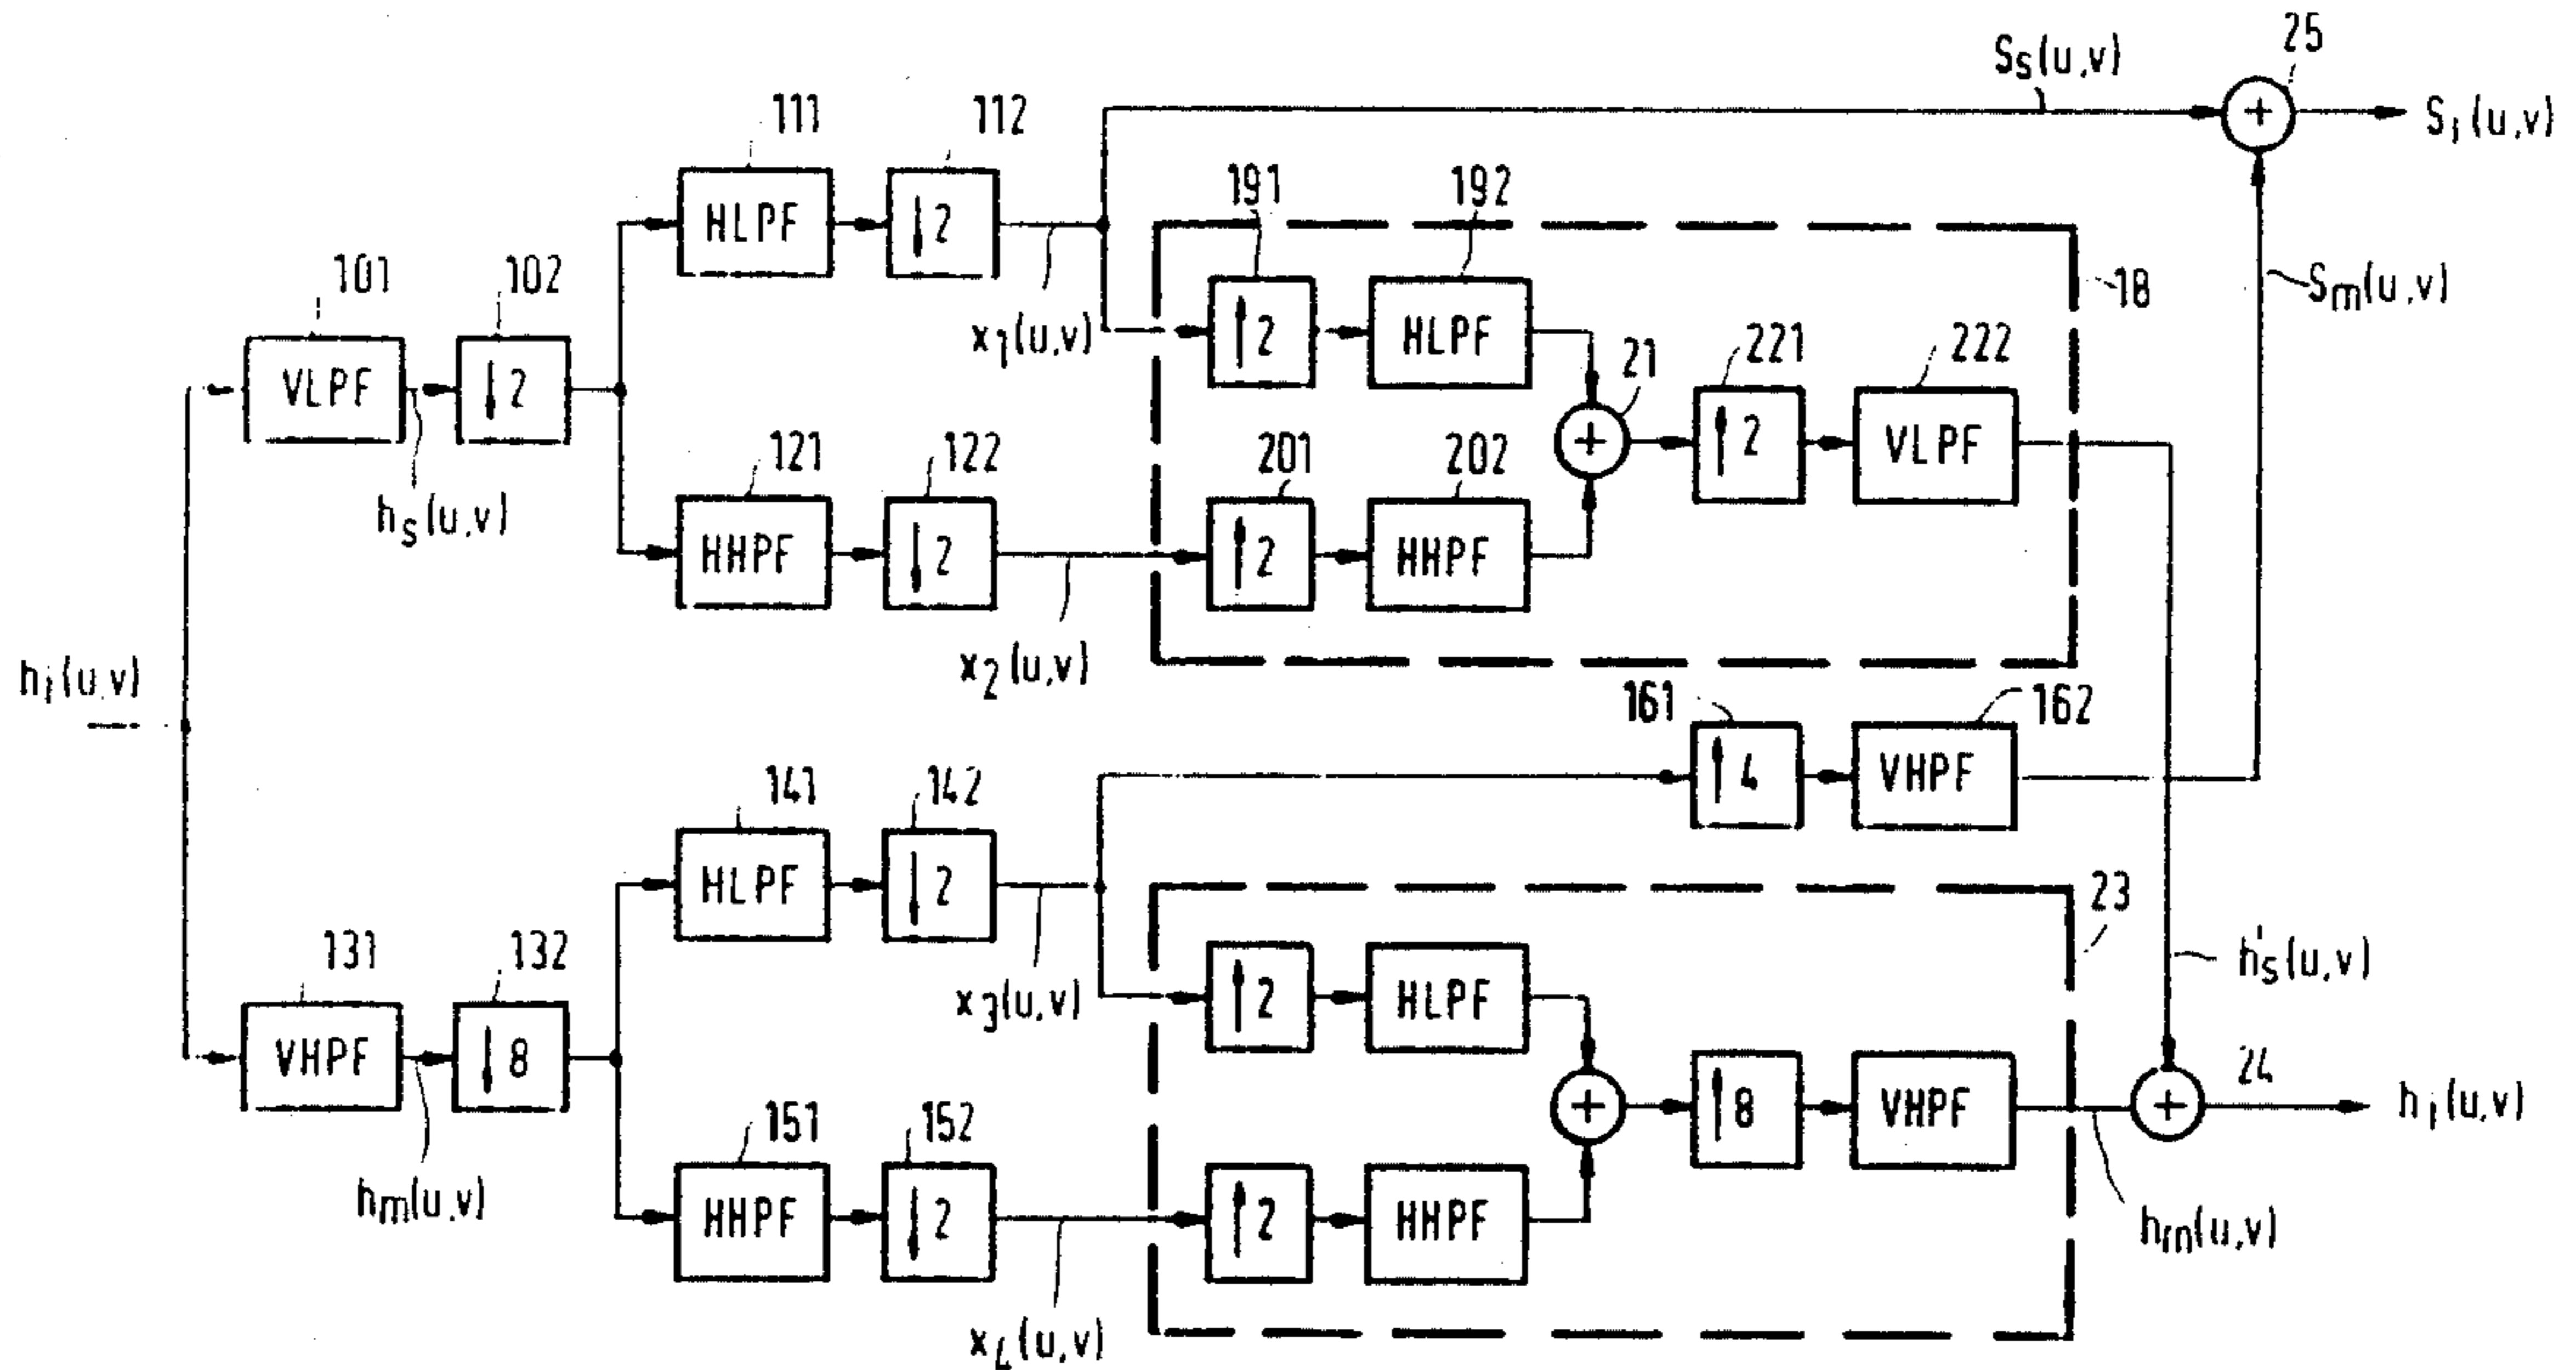 25
Ss(u,v)
+
Si(u,v)
111
112
HLPF
↓2
191
192
101
102
x1(u,v)
↑2
HLPF
18
Sm(u,v)
VLPF
↓2
21
221
222
+
↑2
VLPF
hs(u,v)
121
122
201
202
HHPF
↓2
↑2
HHPF
x2(u,v)
hi(u,v)
161
162
↑4
VHPF
141
142
HLPF
↓2
23
131
132
x3(u,v)
↑2
HLPF
h's(u,v)
VHPF
↓8
24
+
↑8
VHPF
+
hi(u,v)
151
152
hm(u,v)
HHPF
↓2
↑2
HHPF
hm(u,v)
x4(u,v)